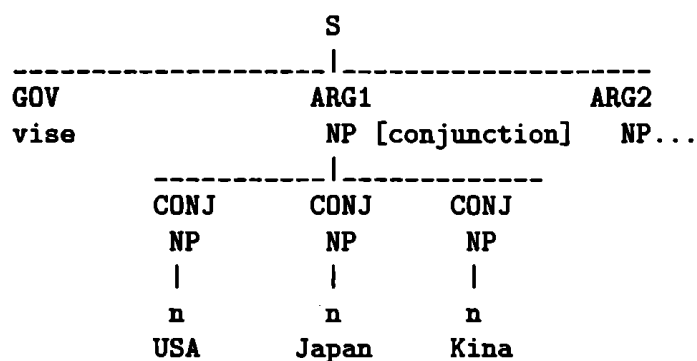 S
GOV ARG1 ARG2
vise NP [conjunction] NP...
CONJ CONJ CONJ
NP NP NP
n n n
USA Japan Kina